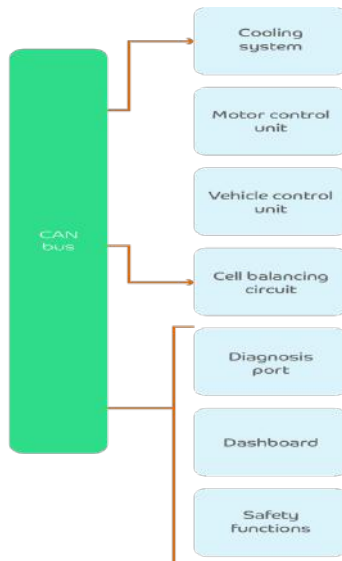 Cooling
system
Motor control
unit
Vehicle control
unit
CAN
bus
Cell balancing
circuit
Diagnosis
port
Dashboard
Safety
functions